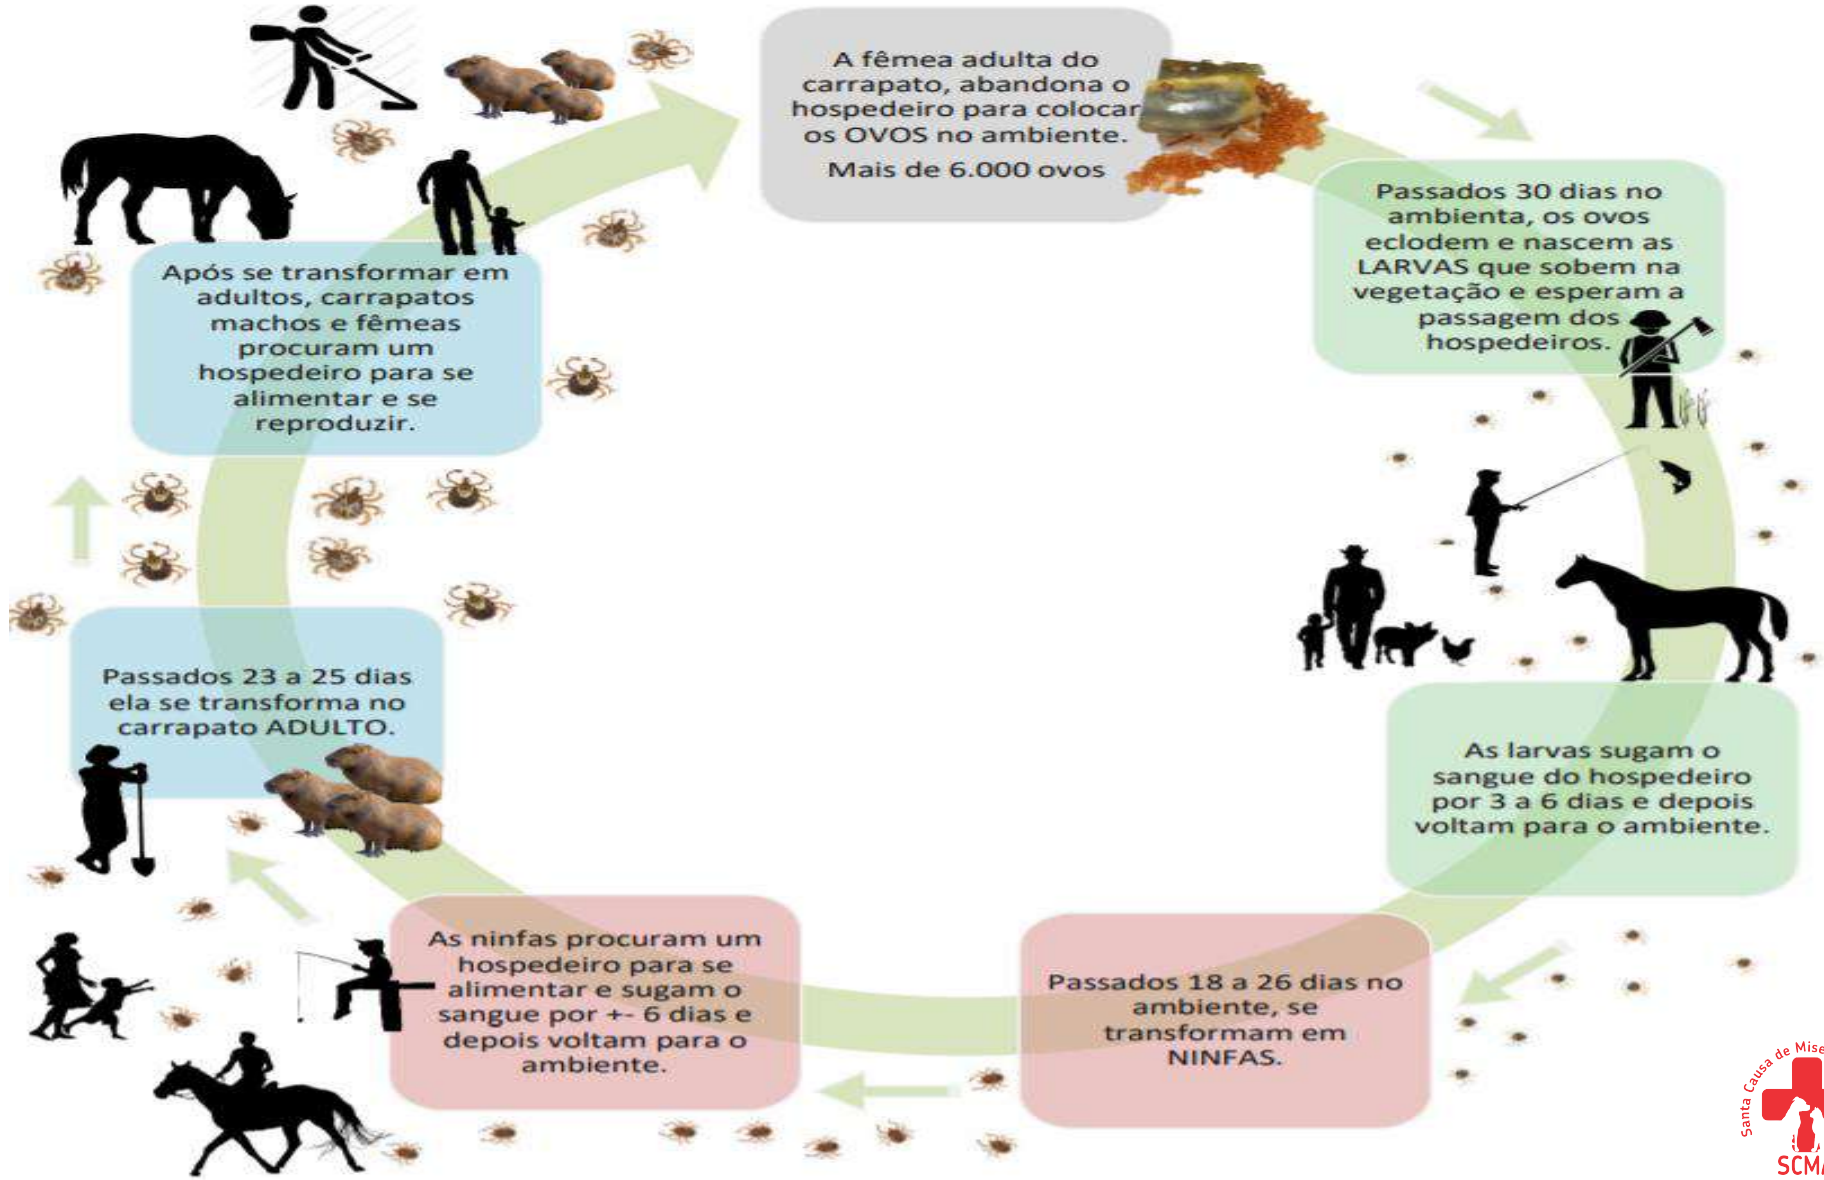 A fêmea adulta do
carrapato, abandona o
hospedeiro para colocar
os OVOS no ambiente.
Mais de 6.000 ovos
Passados 30 dias no
ambienta, os ovos
eclodem e nascem as
LARVAS que sobem na
vegetação e esperam a
passagem dos
hospedeiros.
As larvas sugam o
sangue do hospedeiro
por 3 a 6 dias e depois
voltam para o ambiente.
Passados 18 a 26 dias no
ambiente, se
transformam em
NINFAS.
As ninfas procuram um
hospedeiro para se
alimentar e sugam o
sangue por +- 6 dias e
depois voltam para o
ambiente.
Passados 23 a 25 dias
ela se transforma no
carrapato ADULTO.
Após se transformar em
adultos, carrapatos
machos e fêmeas
procuram um
hospedeiro para se
alimentar e se
reproduzir.
Santa Causa de